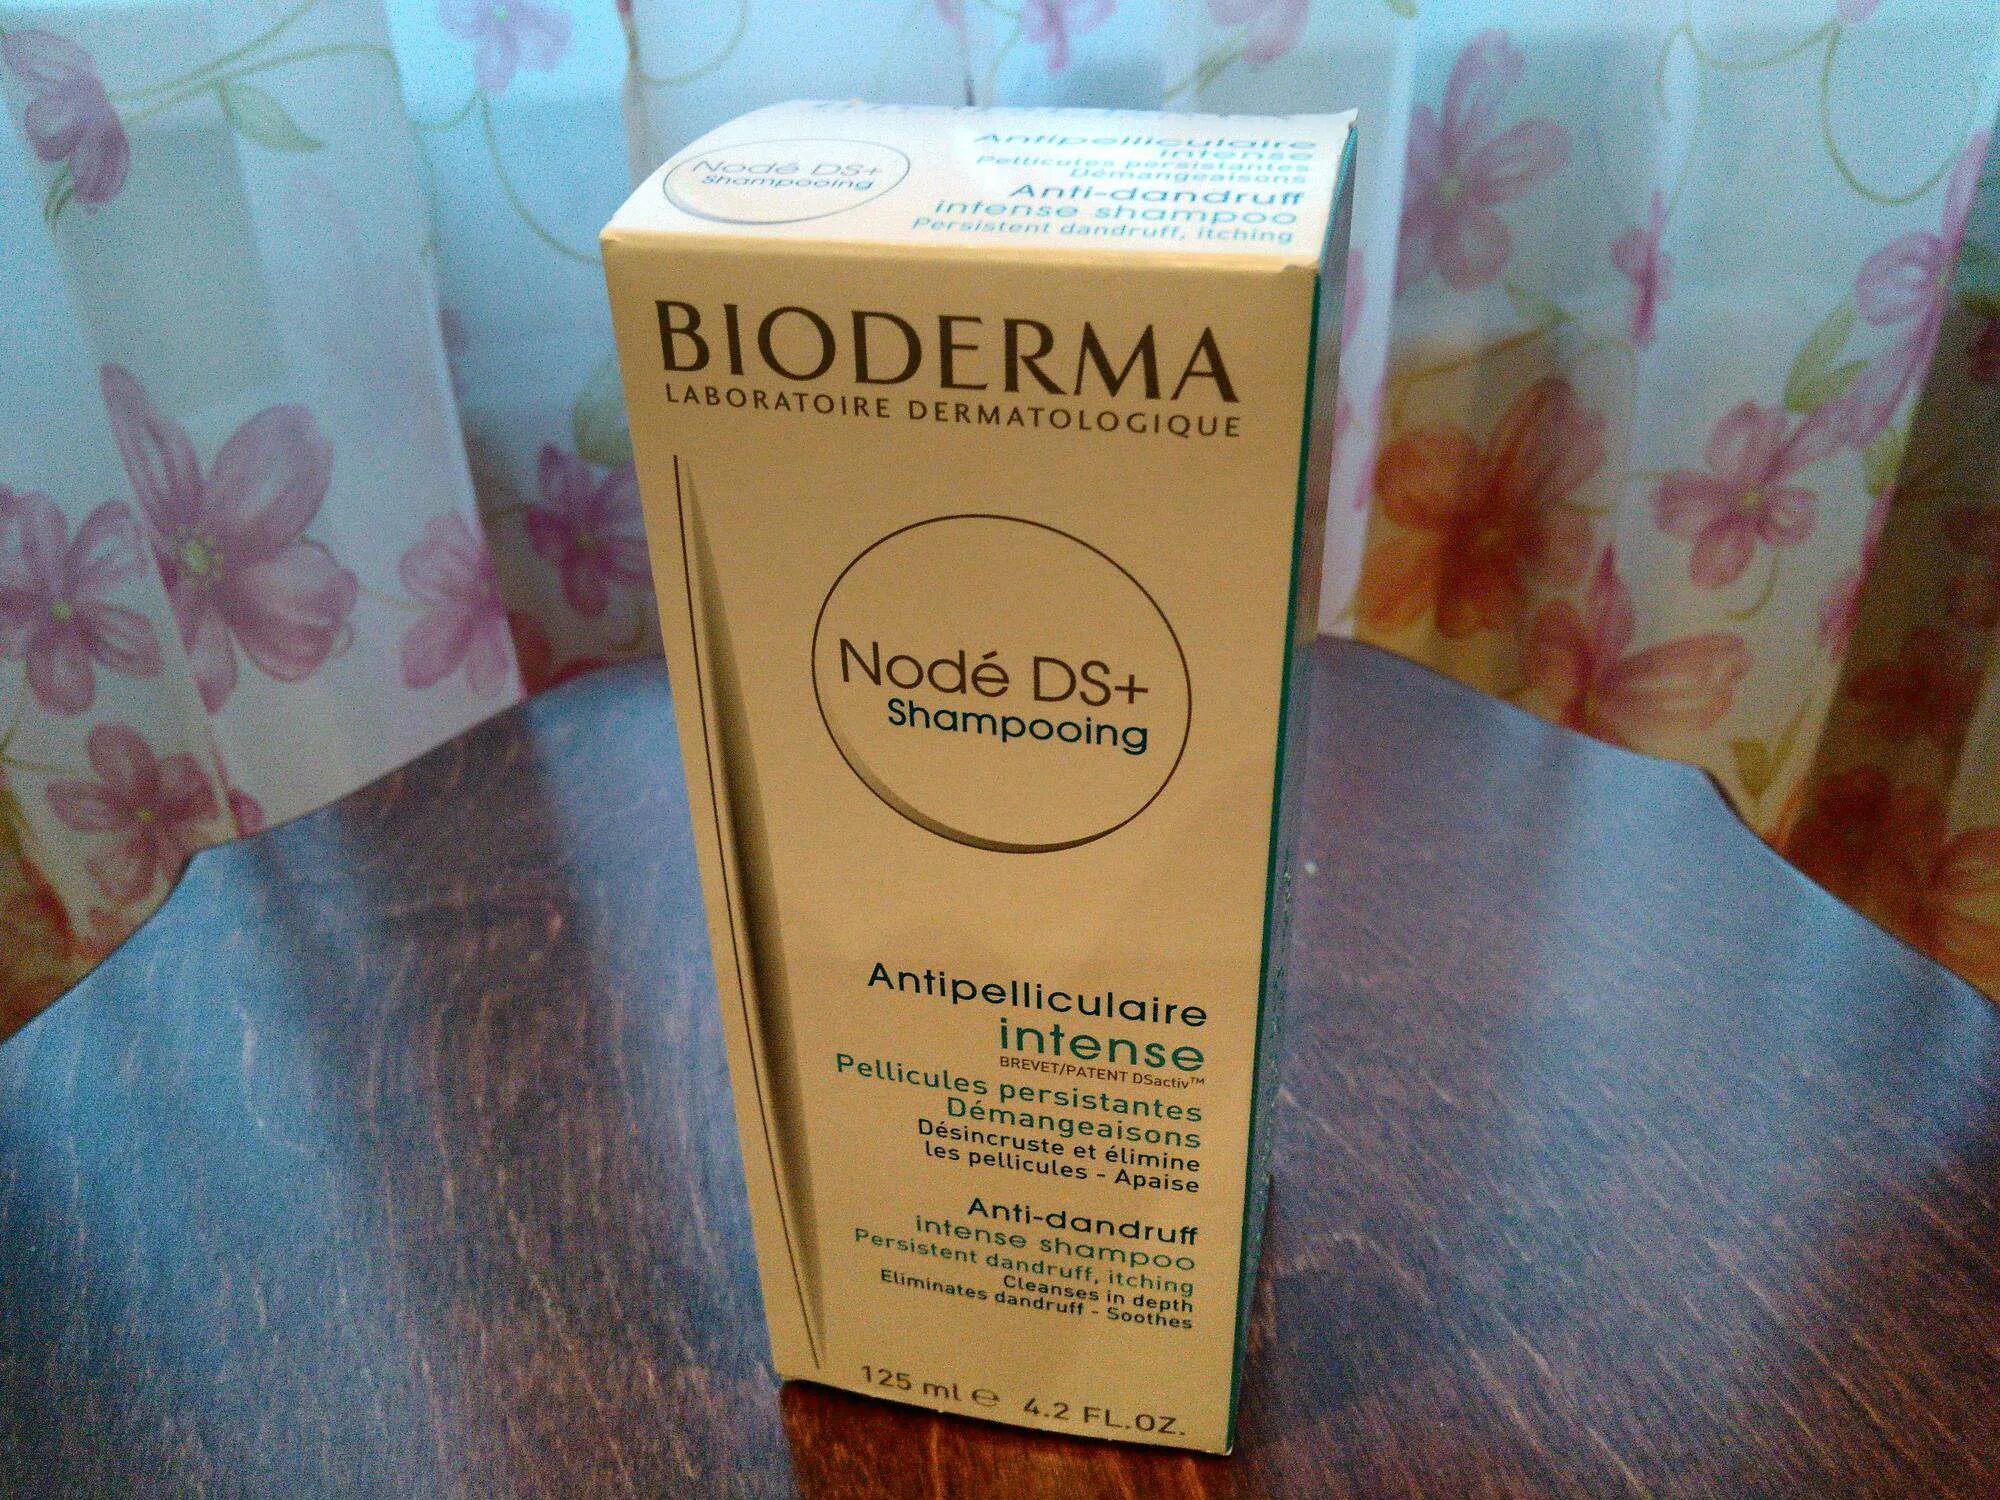 Nodé DS+
Shampooing
Antipelliculaire
intense
Pellicules persistantes
Démangeaisons
Anti-dandruff
intense shampoo
Persistent dandruff, itching
BIODERMA
LABORATOIRE DERMATOLOGIQUE
Nodé DS+
Shampooing
Antipelliculaire
intense
BREVET/PATENT DSactiv™
Pellicules persistantes
Démangeaisons
Désincruste et élimine
les pellicules - Apaise
Anti-dandruff
intense shampoo
Persistent dandruff, itching
Cleanses in depth
Eliminates dandruff - Soothes
125 ml ℮ 4.2 FL.OZ.